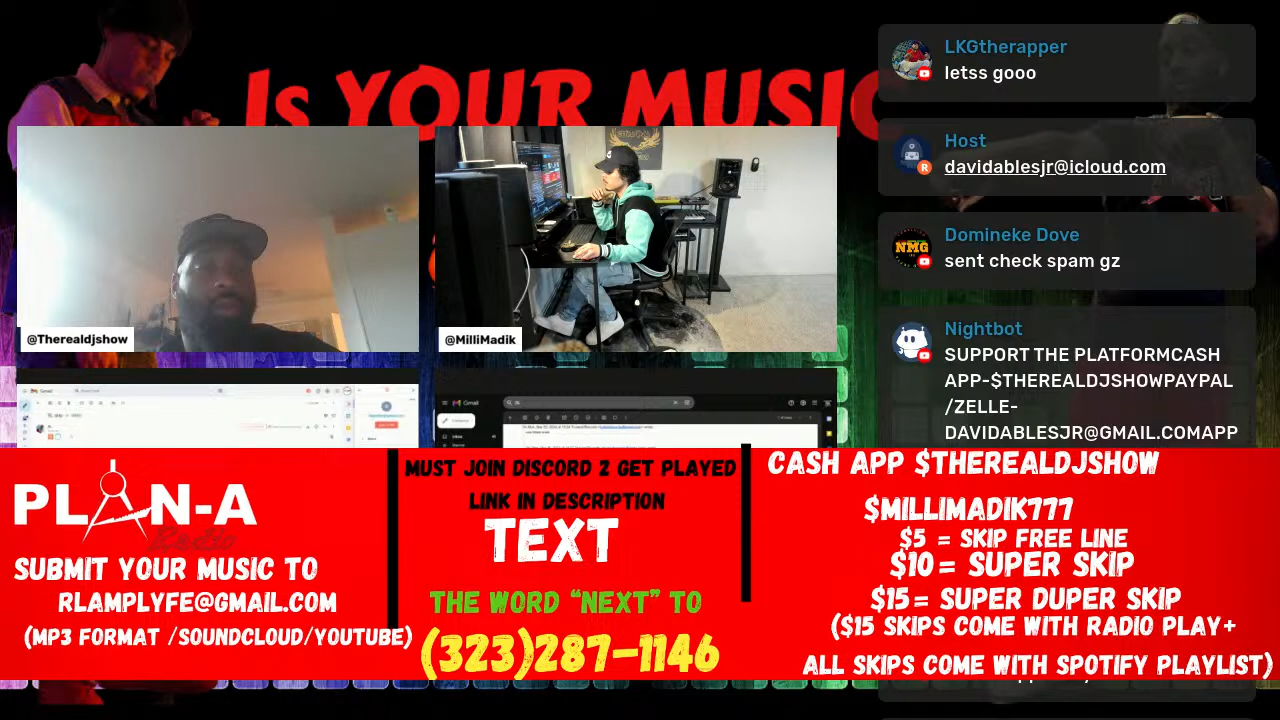 Is YOUR MUSIC
@Therealdjshow
@MilliMadik
LKGtherapper
letss gooo
Host
davidablesjr@icloud.com
Domineke Dove
sent check spam gz
Nightbot
SUPPORT THE PLATFORMCASH
APP-$THEREALDJSHOWPAYPAL
/ZELLE-
DAVIDABLESJR@GMAIL.COMAPP
Gmail
Gmail
PLAN-A
Radio
SUBMIT YOUR MUSIC TO
RLAMPLYFE@GMAIL.COM
(MP3 FORMAT /SOUNDCLOUD/YOUTUBE)
MUST JOIN DISCORD 2 GET PLAYED
LINK IN DESCRIPTION
TEXT
THE WORD “NEXT” TO
(323)287-1146
CASH APP $THEREALDJSHOW
$MILLIMADIK777
$5 = SKIP FREE LINE
$10 = SUPER SKIP
$15 = SUPER DUPER SKIP
($15 SKIPS COME WITH RADIO PLAY+
ALL SKIPS COME WITH SPOTIFY PLAYLIST)